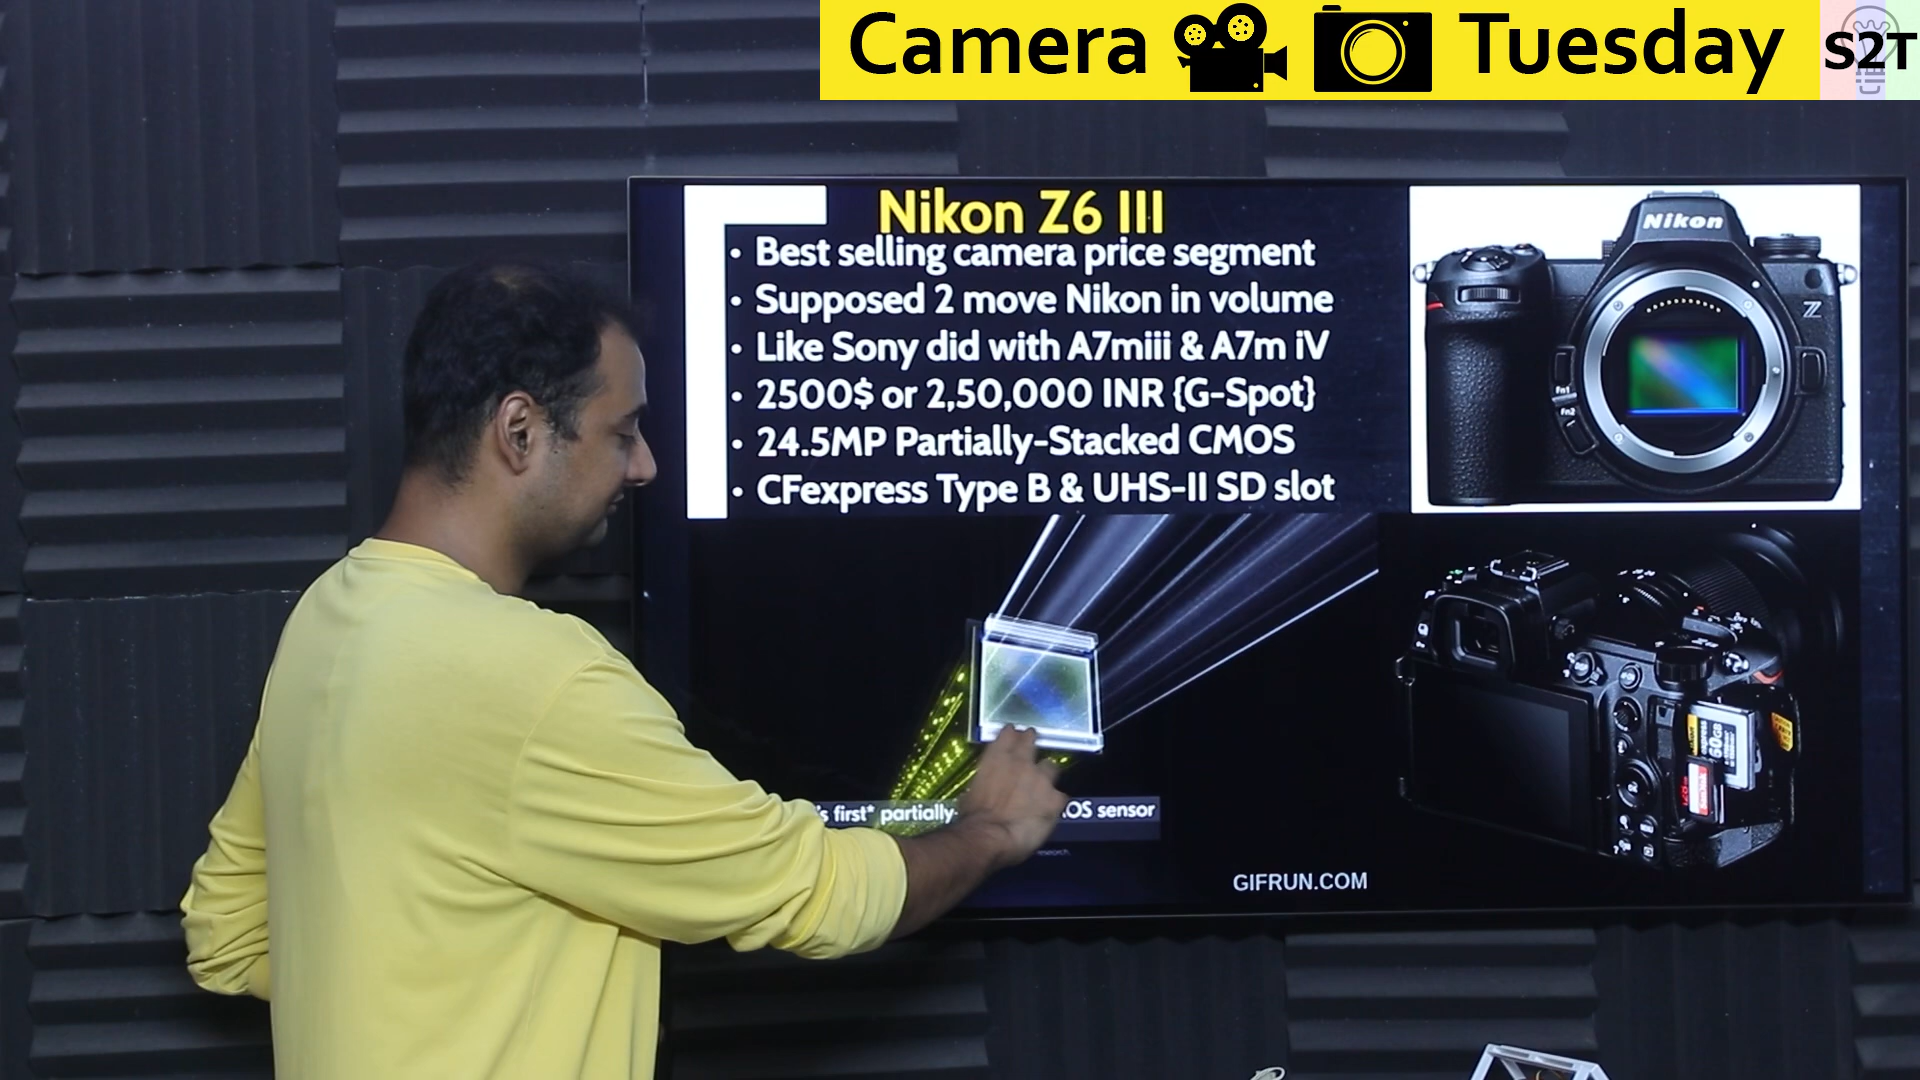 Camera Tuesday S2T
Nikon Z6 III
• Best selling camera price segment
• Supposed 2 move Nikon in volume
• Like Sony did with A7miii & A7m iV
• 2500$ or 2,50,000 INR {G-Spot}
• 24.5MP Partially-Stacked CMOS
• CFexpress Type B & UHS-II SD slot
Nikon
Z
Fn1
Fn2
's first* partially- OS sensor
GIFRUN.COM